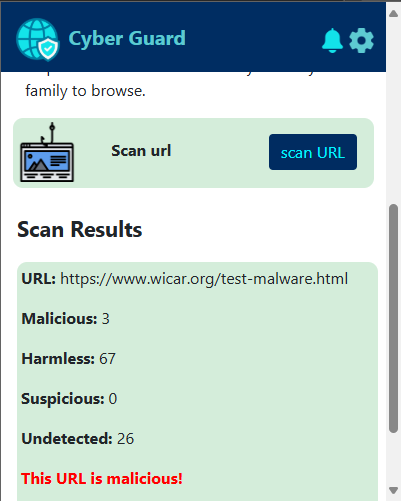 Cyber Guard
family to browse.
Scan url
scan URL
Scan Results
URL: https://www.wicar.org/test-malware.html
Malicious: 3
Harmless: 67
Suspicious: 0
Undetected: 26
This URL is malicious!